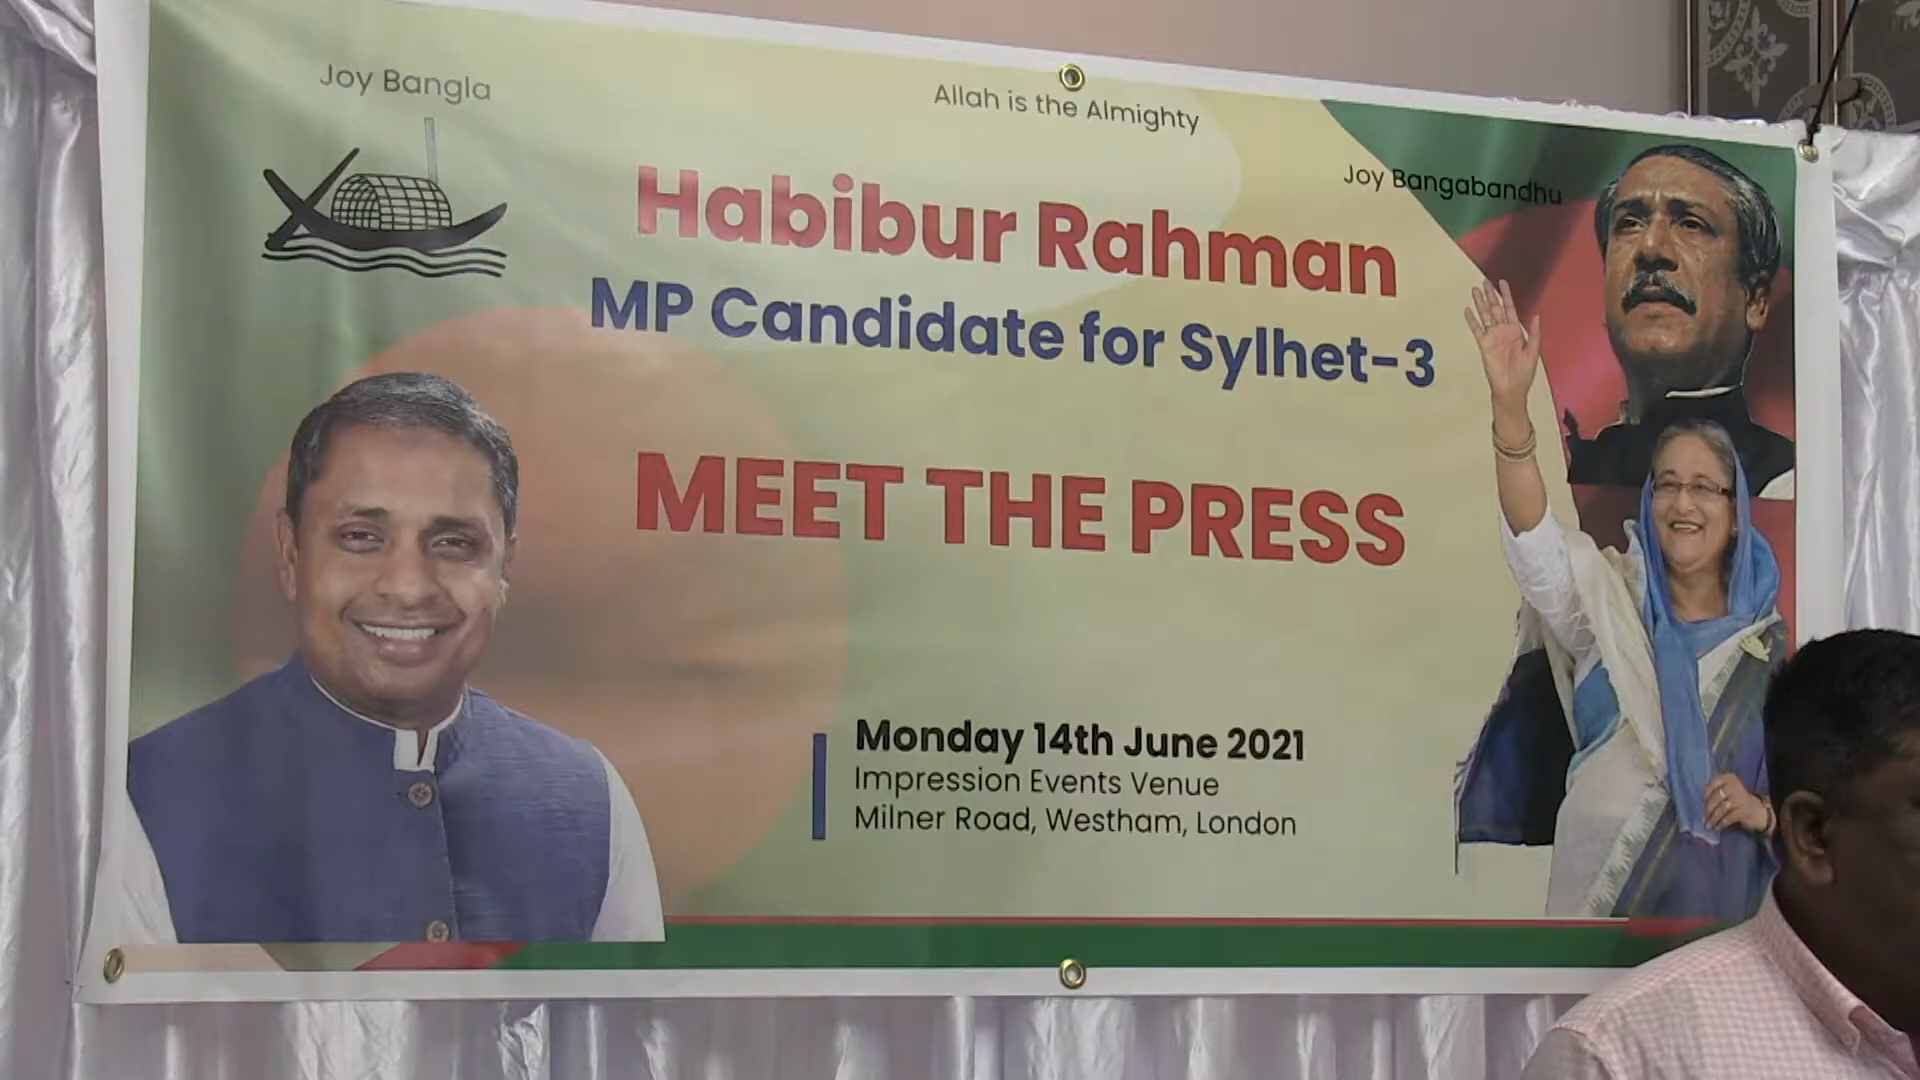 Joy Bangla
Allah is the Almighty
Joy Bangabandhu
Habibur Rahman
MP Candidate for Sylhet-3
MEET THE PRESS
Monday 14th June 2021
Impression Events Venue
Milner Road, Westham, London